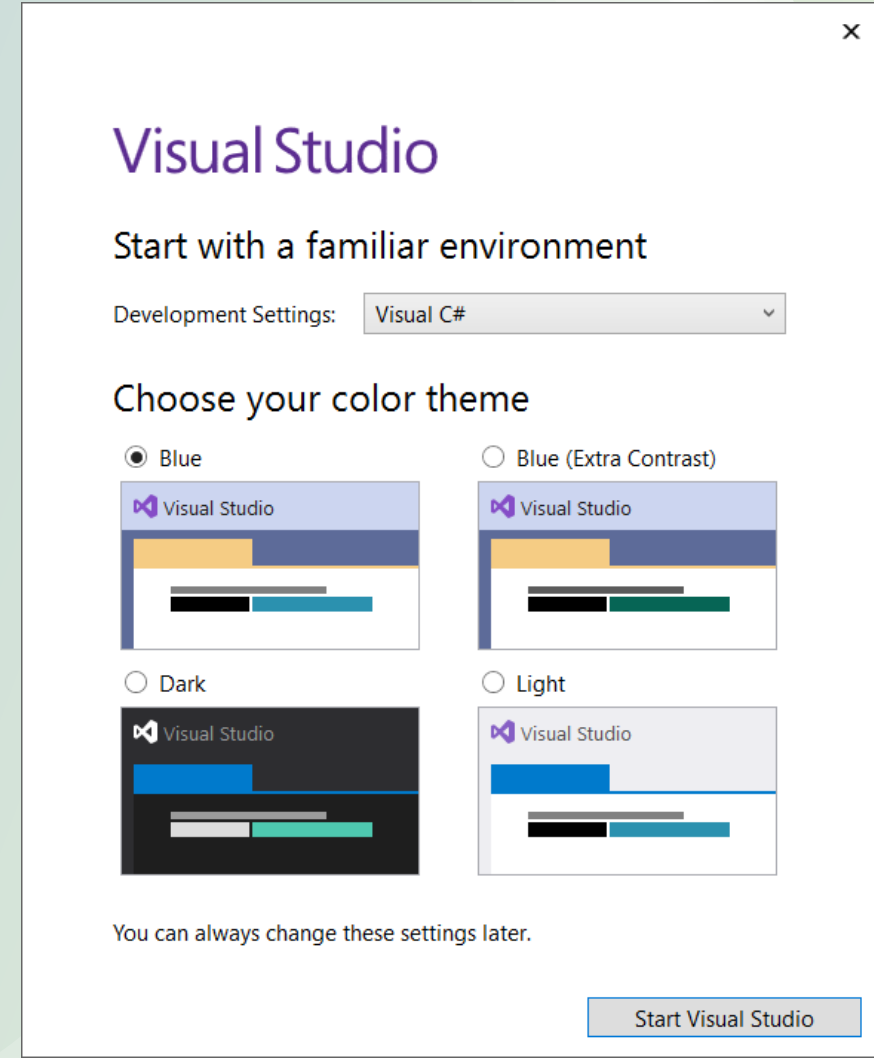 Visual Studio
Start with a familiar environment
Development Settings: Visual C#
Choose your color theme
Blue
Blue (Extra Contrast)
Visual Studio
Visual Studio
Dark
Light
Visual Studio
Visual Studio
You can always change these settings later.
Start Visual Studio